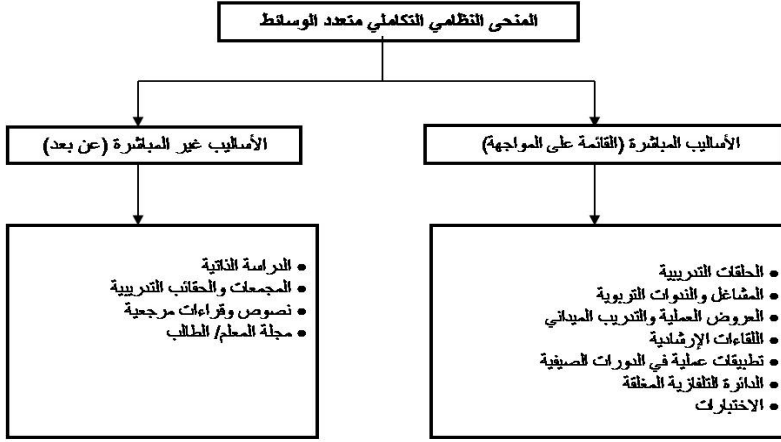 المنحى النظامي التكاملي متعدد الوسائط
الأساليب المباشرة (القائمة على المواجهة)
الأساليب غير المباشرة (عن بعد)
• الحلقات التدريبية
• المشاغل والندوات التربوية
• العروض العملية والتدريب الميداني
• اللقاءات الإرشادية
• تطبيقات عملية في الدورات الصيفية
• الدائرة التلفازية المغلقة
• الاختبارات
• الدراسة الذاتية
• المجمعات والحقائب التدريبية
• نصوص وقراءات مرجعية
• مجلة المعلم/ الطالب